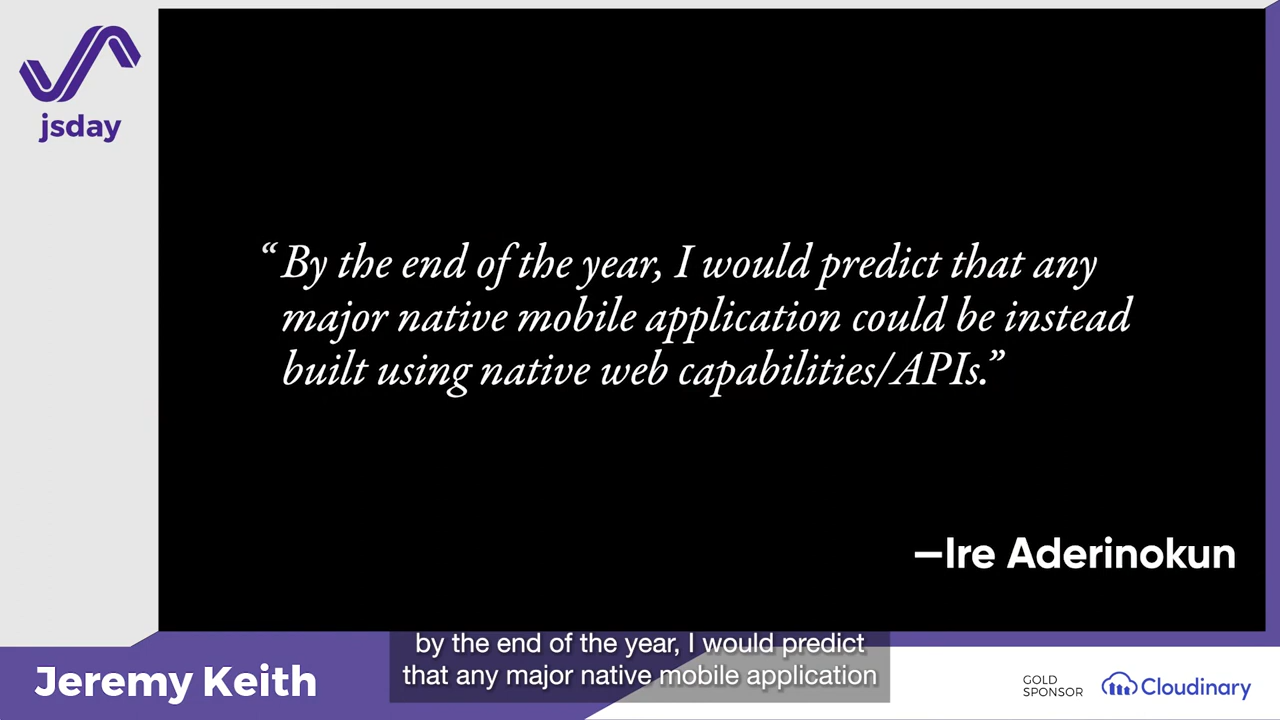 jsday
“ By the end of the year, I would predict that any
major native mobile application could be instead
built using native web capabilities/APIs.”
—Ire Aderinokun
by the end of the year, I would predict
that any major native mobile application
Jeremy Keith
GOLD
SPONSOR
Cloudinary